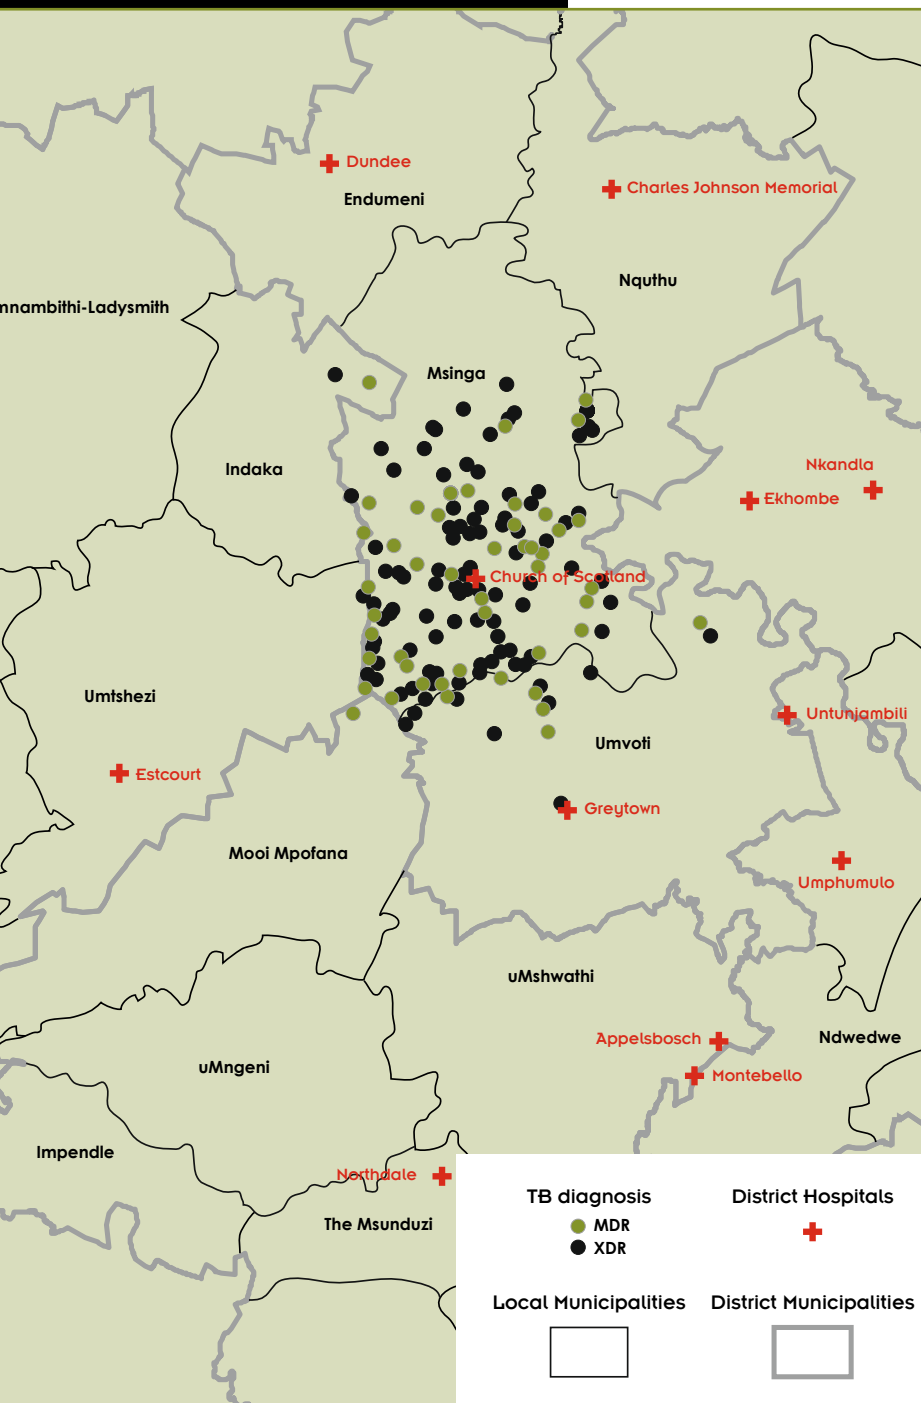 Dundee
Endumeni
Charles Johnson Memorial
Nquthu
mnambithi-Ladysmith
Msinga
Indaka
Nkandla
Ekhombe
Church of Scotland
Umtshezi
Untunjambili
Umvoti
Estcourt
Greytown
Mooi Mpofana
Umphumulo
uMshwathi
Appelsbosch
Ndwedwe
uMngeni
Montebello
Impendle
Northdale
The Msunduzi
TB diagnosis
MDR
XDR
District Hospitals
Local Municipalities
District Municipalities